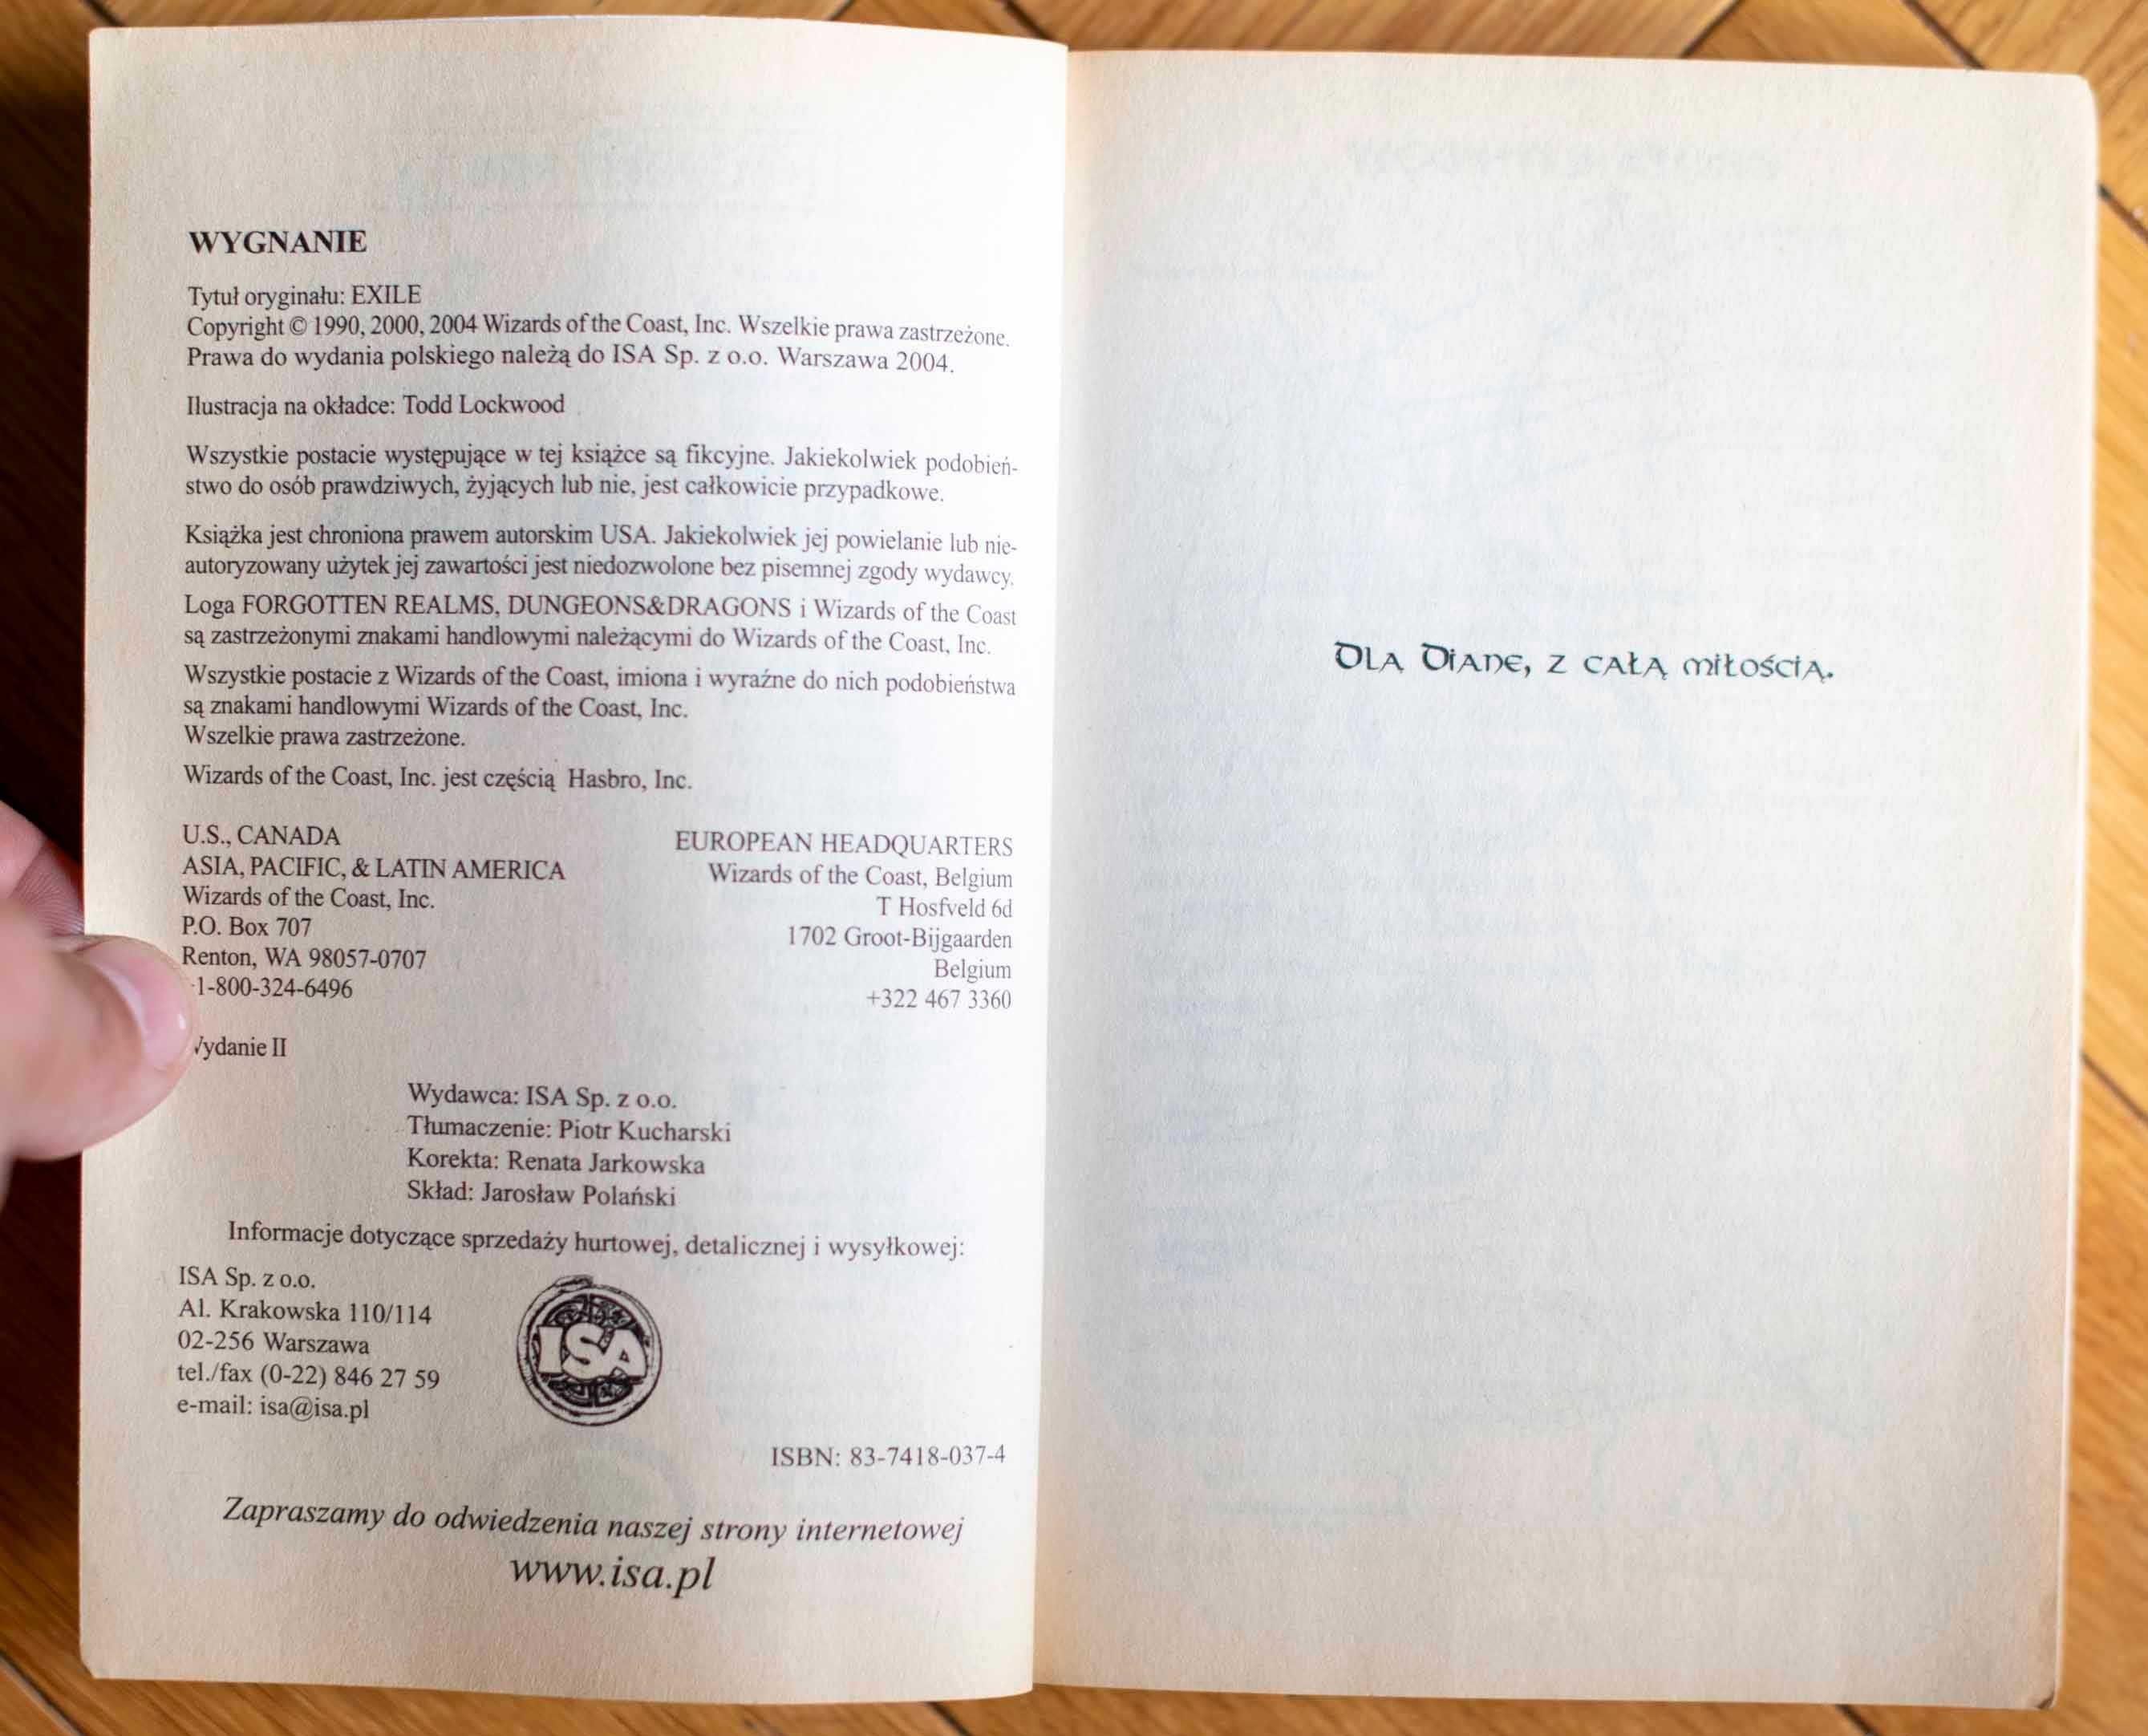 WYGNANIE
Tytuł oryginału: EXILE
Copyright © 1990, 2000, 2004 Wizards of the Coast, Inc. Wszelkie prawa zastrzeżone.
Prawa do wydania polskiego należą do ISA Sp. z o.o. Warszawa 2004.
Ilustracja na okładce: Todd Lockwood
Wszystkie postacie występujące w tej książce są fikcyjne. Jakiekolwiek podobień-
stwo do osób prawdziwych, żyjących lub nie, jest całkowicie przypadkowe.
Książka jest chroniona prawem autorskim USA. Jakiekolwiek jej powielanie lub nie-
autoryzowany użytek jej zawartości jest niedozwolone bez pisemnej zgody wydawcy.
Loga FORGOTTEN REALMS, DUNGEONS&DRAGONS i Wizards of the Coast
są zastrzeżonymi znakami handlowymi należącymi do Wizards of the Coast, Inc.
Wszystkie postacie z Wizards of the Coast, imiona i wyraźne do nich podobieństwa
są znakami handlowymi Wizards of the Coast, Inc.
Wszelkie prawa zastrzeżone.
Wizards of the Coast, Inc. jest częścią Hasbro, Inc.
U.S., CANADA
ASIA, PACIFIC, & LATIN AMERICA
Wizards of the Coast, Inc.
P.O. Box 707
Renton, WA 98057-0707
1-800-324-6496
EUROPEAN HEADQUARTERS
Wizards of the Coast, Belgium
T Hosfveld 6d
1702 Groot-Bijgaarden
Belgium
+322 467 3360
Wydanie II
Wydawca: ISA Sp. z o.o.
Tłumaczenie: Piotr Kucharski
Korekta: Renata Jarkowska
Skład: Jarosław Polański
Informacje dotyczące sprzedaży hurtowej, detalicznej i wysyłkowej:
ISA Sp. z o.o.
Al. Krakowska 110/114
02-256 Warszawa
tel./fax (0-22) 846 27 59
e-mail: isa@isa.pl
ISA
ISBN: 83-7418-037-4
Zapraszamy do odwiedzenia naszej strony internetowej
www.isa.pl
Dla Diane, z całą miłością.